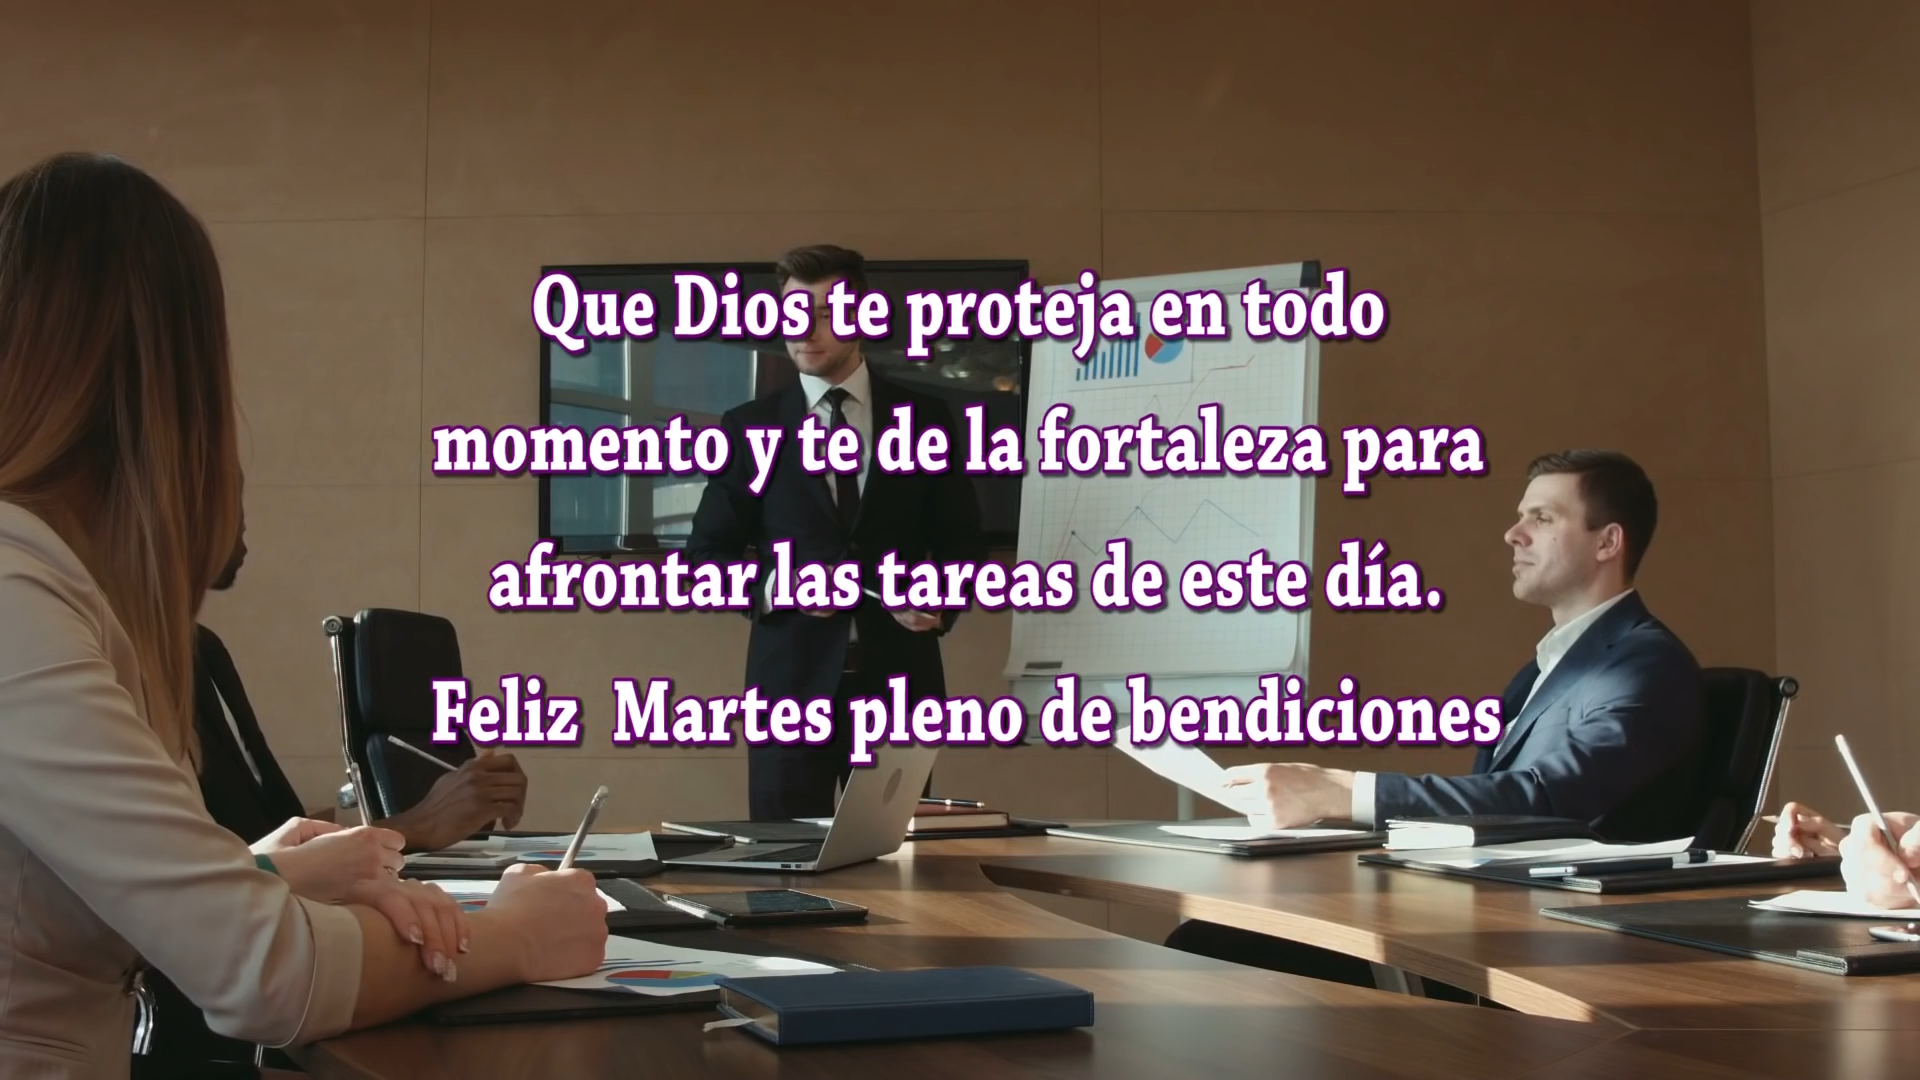 Que Dios te proteja en todo
momento y te de la fortaleza para
afrontar las tareas de este día.
Feliz  Martes pleno de bendiciones